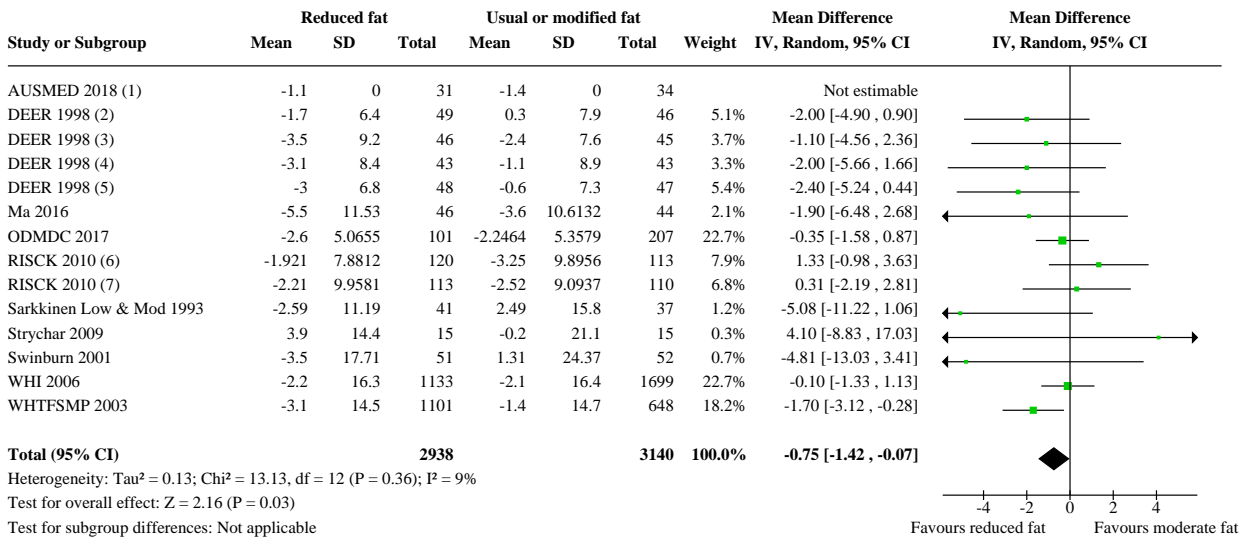 Reduced fat Usual or modified fat Mean Difference Mean Difference
Study or Subgroup Mean SD Total Mean SD Total Weight IV, Random, 95% CI IV, Random, 95% CI
AUSMED 2018 (1) -1.1 0 31 -1.4 0 34 Not estimable
DEER 1998 (2) -1.7 6.4 49 0.3 7.9 46 5.1% -2.00 [-4.90 , 0.90]
DEER 1998 (3) -3.5 9.2 46 -2.4 7.6 45 3.7% -1.10 [-4.56 , 2.36]
DEER 1998 (4) -3.1 8.4 43 -1.1 8.9 43 3.3% -2.00 [-5.66 , 1.66]
DEER 1998 (5) -3 6.8 48 -0.6 7.3 47 5.4% -2.40 [-5.24 , 0.44]
Ma 2016 -5.5 11.53 46 -3.6 10.6132 44 2.1% -1.90 [-6.48 , 2.68]
ODMDC 2017 -2.6 5.0655 101 -2.2464 5.3579 207 22.7% -0.35 [-1.58 , 0.87]
RISCK 2010 (6) -1.921 7.8812 120 -3.25 9.8956 113 7.9% 1.33 [-0.98 , 3.63]
RISCK 2010 (7) -2.21 9.9581 113 -2.52 9.0937 110 6.8% 0.31 [-2.19 , 2.81]
Sarkkinen Low & Mod 1993 -2.59 11.19 41 2.49 15.8 37 1.2% -5.08 [-11.22 , 1.06]
Strychar 2009 3.9 14.4 15 -0.2 21.1 15 0.3% 4.10 [-8.83 , 17.03]
Swinburn 2001 -3.5 17.71 51 1.31 24.37 52 0.7% -4.81 [-13.03 , 3.41]
WHI 2006 -2.2 16.3 1133 -2.1 16.4 1699 22.7% -0.10 [-1.33 , 1.13]
WHTFSMP 2003 -3.1 14.5 1101 -1.4 14.7 648 18.2% -1.70 [-3.12 , -0.28]
Total (95% CI) 2938 3140 100.0% -0.75 [-1.42 , -0.07]
Heterogeneity: Tau² = 0.13; Chi² = 13.13, df = 12 (P = 0.36); I² = 9%
Test for overall effect: Z = 2.16 (P = 0.03)
-4 -2 0 2 4
Test for subgroup differences: Not applicable
Favours reduced fat Favours moderate fat